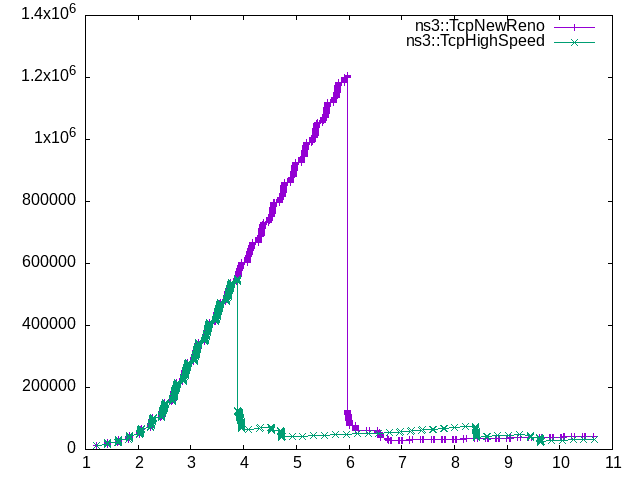 1.4x10^6
1.2x10^6
1x10^6
800000
600000
400000
200000
0
1 2 3 4 5 6 7 8 9 10 11
ns3::TcpNewReno
ns3::TcpHighSpeed